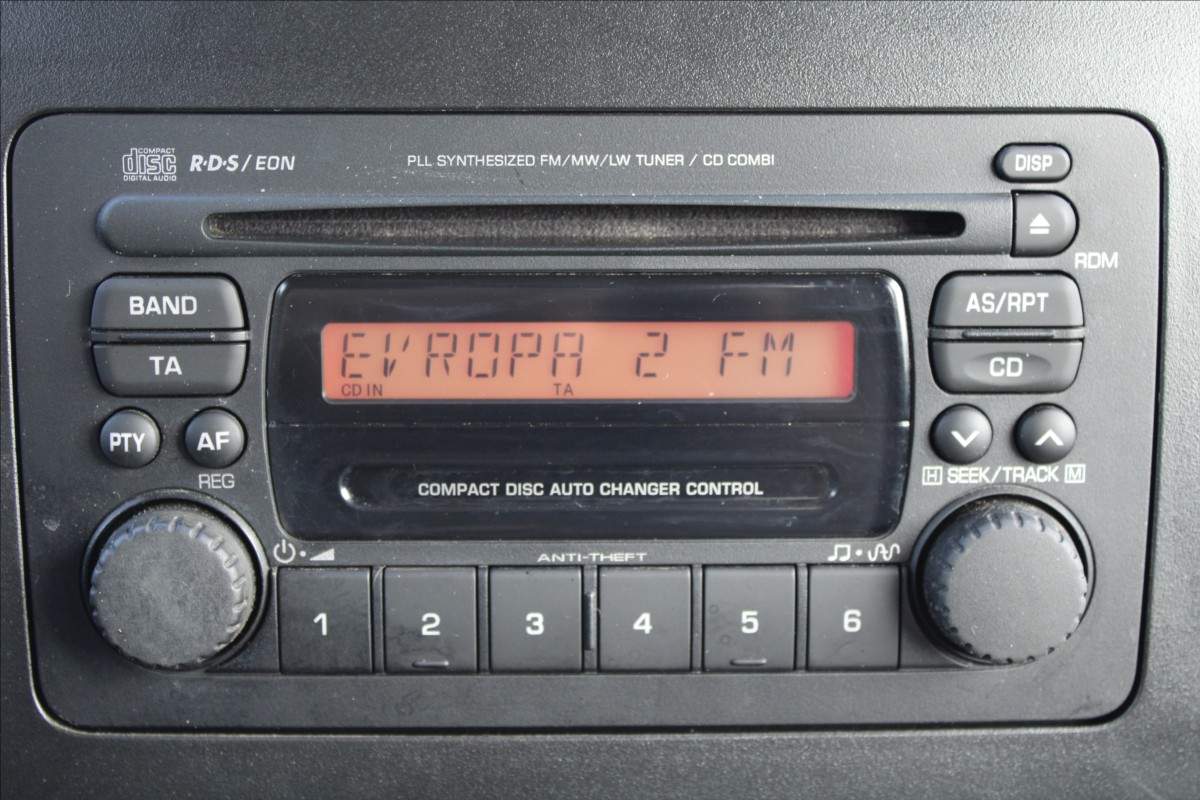 COMPACT
disc
DIGITAL AUDIO
R·D·S/EON
PLL SYNTHESIZED FM/MW/LW TUNER / CD COMBI
DISP
RDM
BAND
AS/RPT
EVROPA 2 FM
CD IN TA
TA
CD
PTY
AF
REG
H SEEK/TRACK M
COMPACT DISC AUTO CHANGER CONTROL
ANTI-THEFT
1 2 3 4 5 6